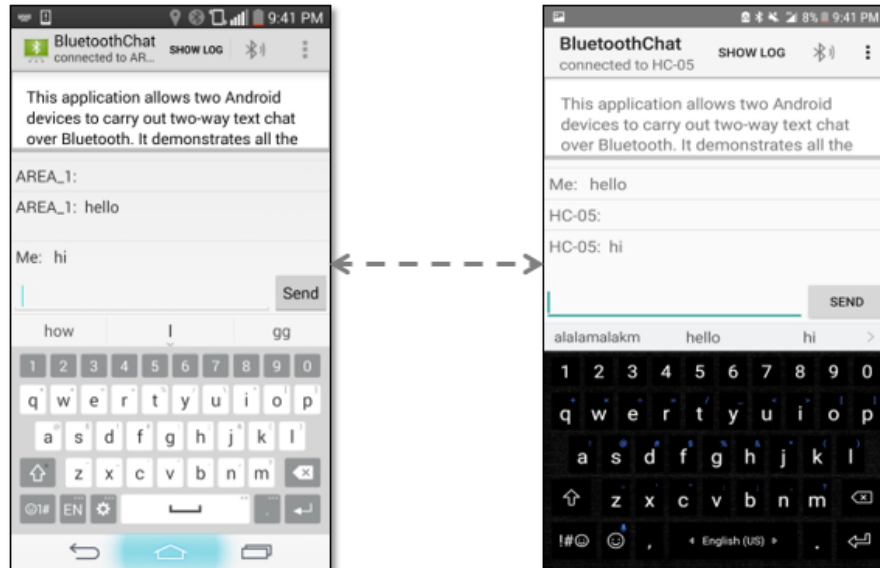 9:41 PM
BluetoothChat
connected to AR...
SHOW LOG
This application allows two Android
devices to carry out two-way text chat
over Bluetooth. It demonstrates all the
AREA_1:
AREA_1: hello
Me: hi
Send
how I gg
1 2 3 4 5 6 7 8 9 0
q w e r t y u i o p
a s d f g h j k l
z x c v b n m
1# EN .
8% 9:41 PM
BluetoothChat
connected to HC-05
SHOW LOG
This application allows two Android
devices to carry out two-way text chat
over Bluetooth. It demonstrates all the
Me: hello
HC-05:
HC-05: hi
SEND
alalamalakm hello hi >
1 2 3 4 5 6 7 8 9 0
q w e r t y u i o p
a s d f g h j k l
z x c v b n m
!# , English (US) .